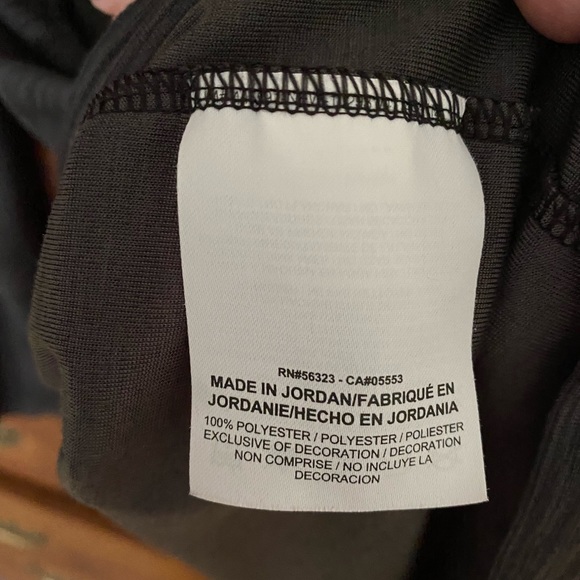 RN#56323 - CA#05553
MADE IN JORDAN/FABRIQUÉ EN
JORDANIE/HECHO EN JORDANIA
100% POLYESTER / POLYESTER / POLIESTER
EXCLUSIVE OF DECORATION / DECORATION
NON COMPRISE / NO INCLUYE LA
DECORACION